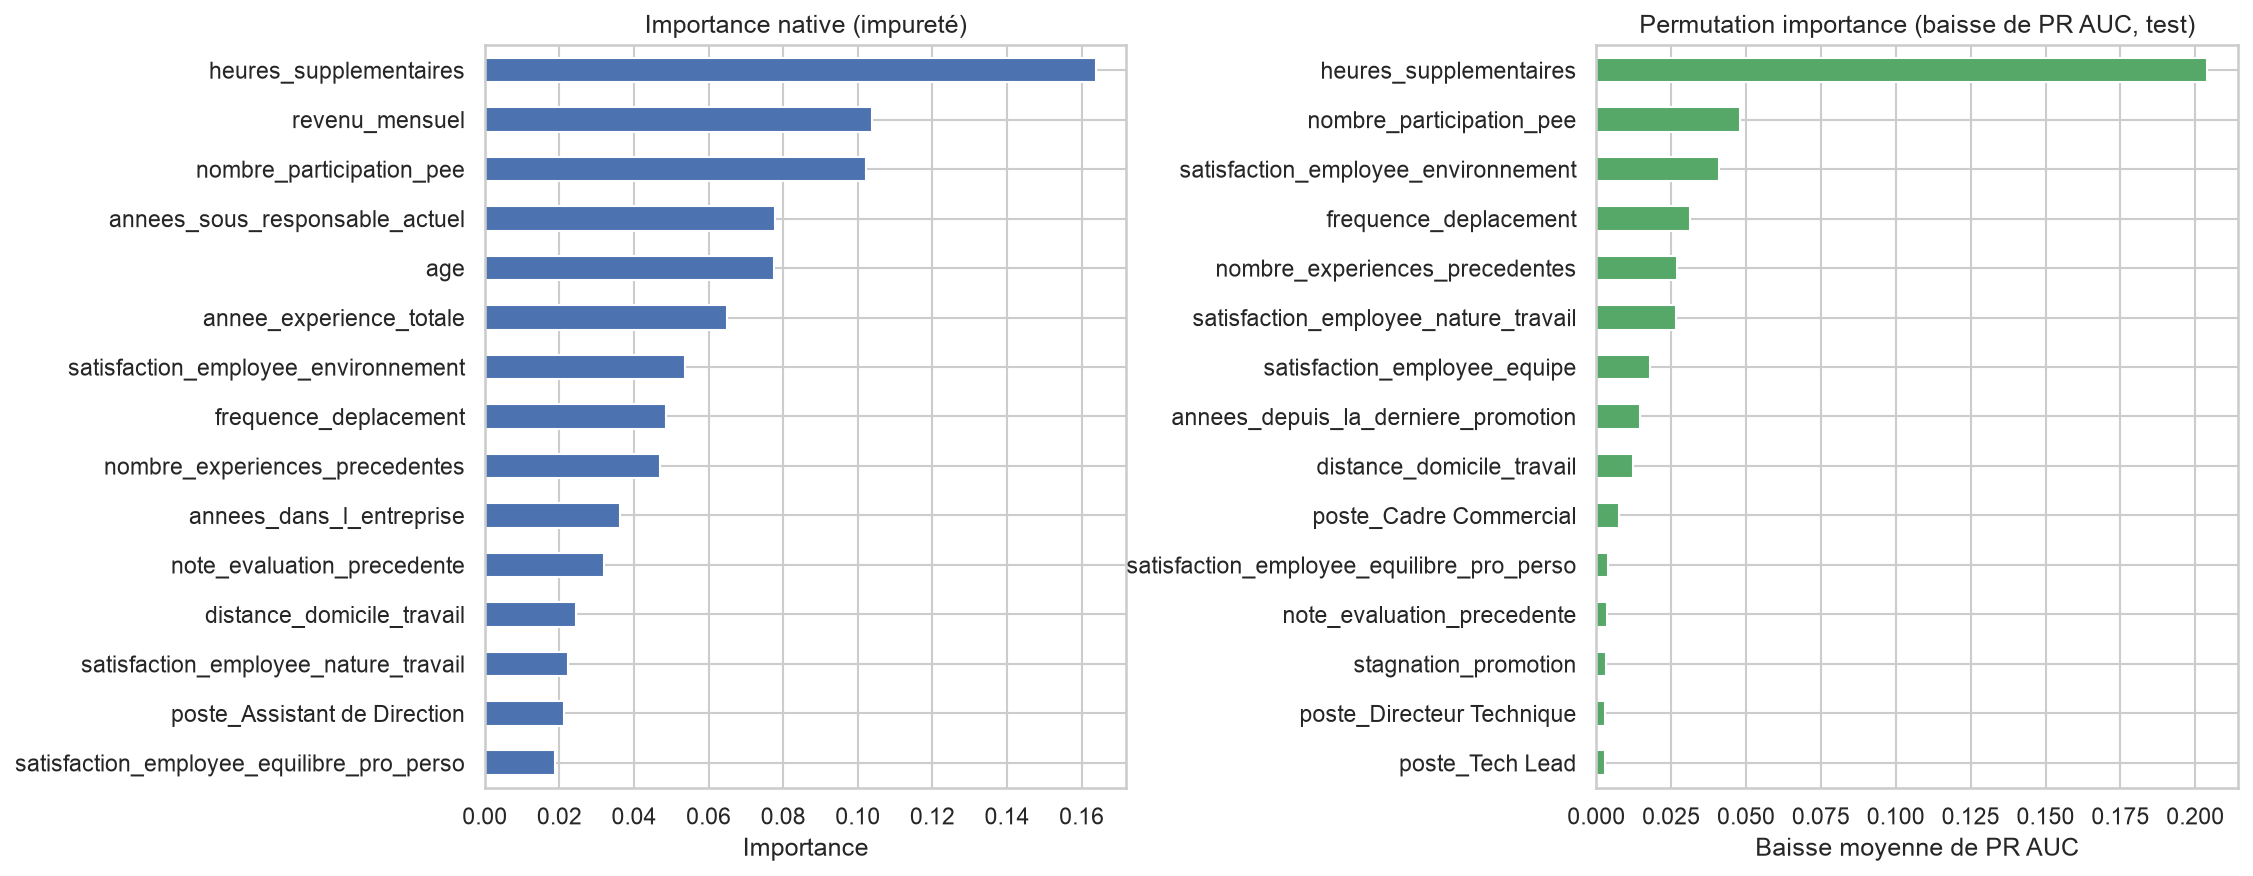 Importance native (impureté)
heures_supplementaires
revenu_mensuel
nombre_participation_pee
annees_sous_responsable_actuel
age
annee_experience_totale
satisfaction_employee_environnement
frequence_deplacement
nombre_experiences_precedentes
annees_dans_l_entreprise
note_evaluation_precedente
distance_domicile_travail
satisfaction_employee_nature_travail
poste_Assistant de Direction
satisfaction_employee_equilibre_pro_perso
0.00 0.02 0.04 0.06 0.08 0.10 0.12 0.14 0.16
Importance
Permutation importance (baisse de PR AUC, test)
heures_supplementaires
nombre_participation_pee
satisfaction_employee_environnement
frequence_deplacement
nombre_experiences_precedentes
satisfaction_employee_nature_travail
satisfaction_employee_equipe
annees_depuis_la_derniere_promotion
distance_domicile_travail
poste_Cadre Commercial
satisfaction_employee_equilibre_pro_perso
note_evaluation_precedente
stagnation_promotion
poste_Directeur Technique
poste_Tech Lead
0.000 0.025 0.050 0.075 0.100 0.125 0.150 0.175 0.200
Baisse moyenne de PR AUC